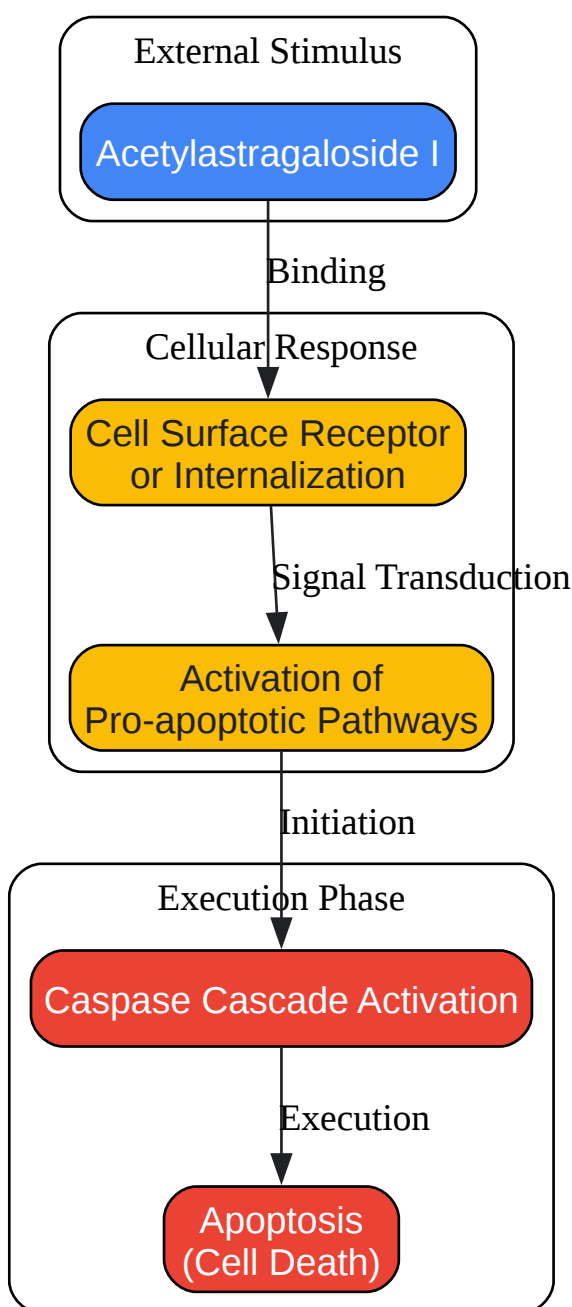 External Stimulus
Acetylastragaloside I
Binding
Cellular Response
Cell Surface Receptor
or Internalization
Signal Transduction
Activation of
Pro-apoptotic Pathways
Initiation
Execution Phase
Caspase Cascade Activation
Execution
Apoptosis
(Cell Death)